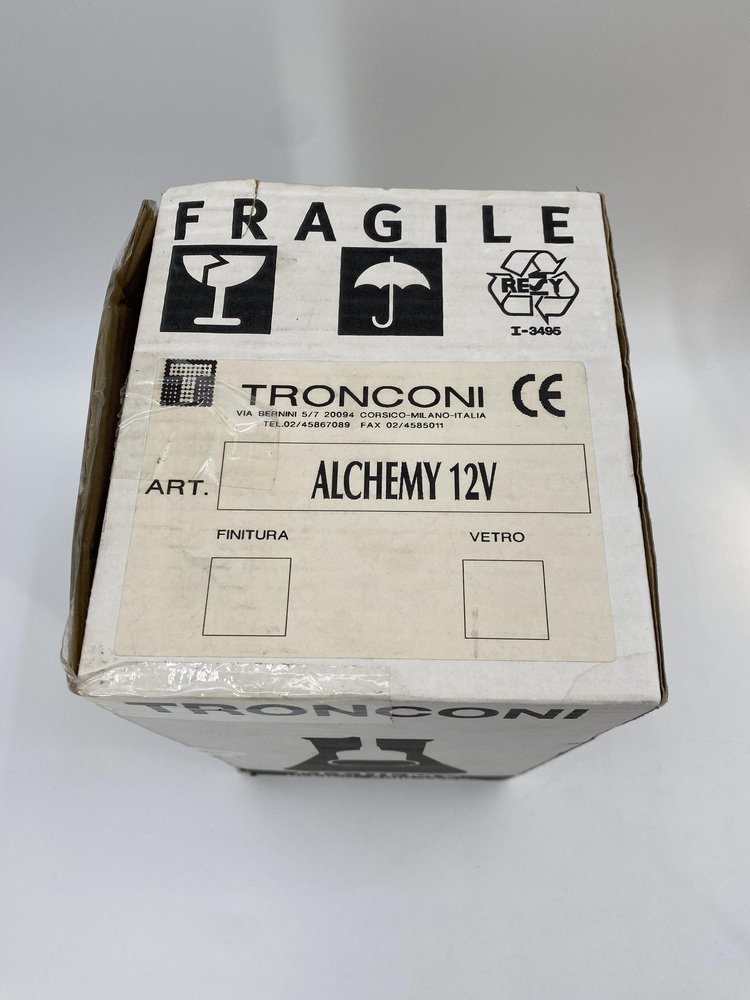 FRAGILE
REZY
I-3495
T
TRONCONI CE
VIA BERNINI 5/7 20094 CORSICO-MILANO-ITALIA
TEL.02/45867089 FAX 02/4585011
ART. ALCHEMY 12V
FINITURA VETRO
TRONCONI